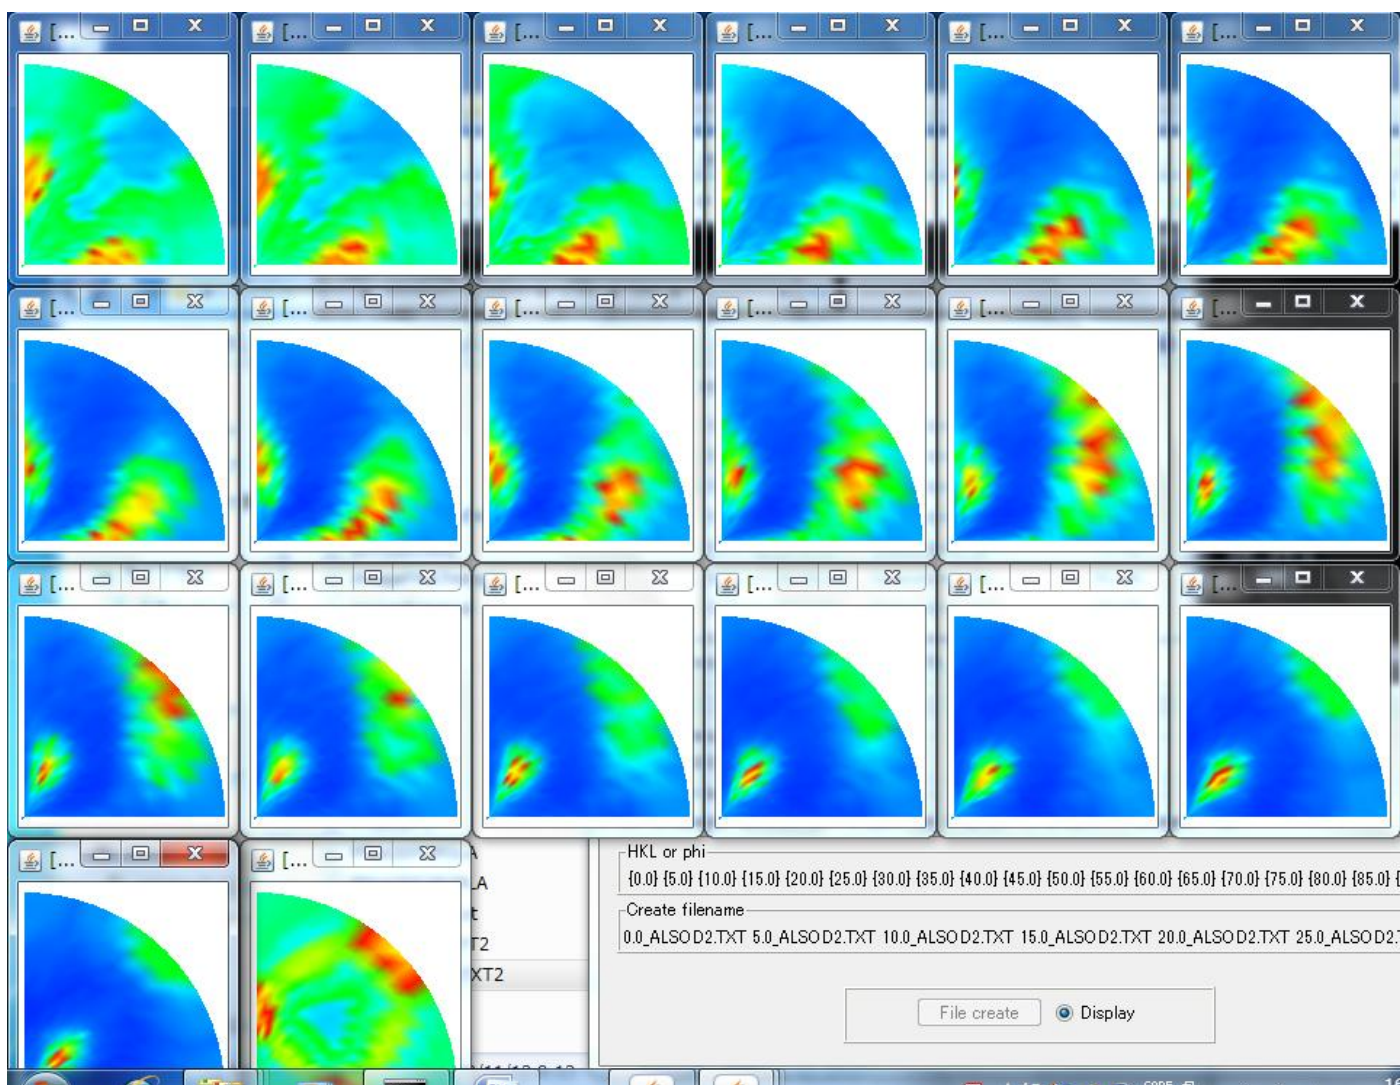 [... X [... X [... X [... X [... X [... X
[... X [... X [... X [... X [... X [... X
[... X [... X [... X [... X [... X [... X
[... X [... X
A
LA
t
T2
XT2
HKL or phi
{0.0} {5.0} {10.0} {15.0} {20.0} {25.0} {30.0} {35.0} {40.0} {45.0} {50.0} {55.0} {60.0} {65.0} {70.0} {75.0} {80.0} {85.0} {
Create filename
0.0_ALSOD2.TXT 5.0_ALSOD2.TXT 10.0_ALSOD2.TXT 15.0_ALSOD2.TXT 20.0_ALSOD2.TXT 25.0_ALSOD2.T
File create Display